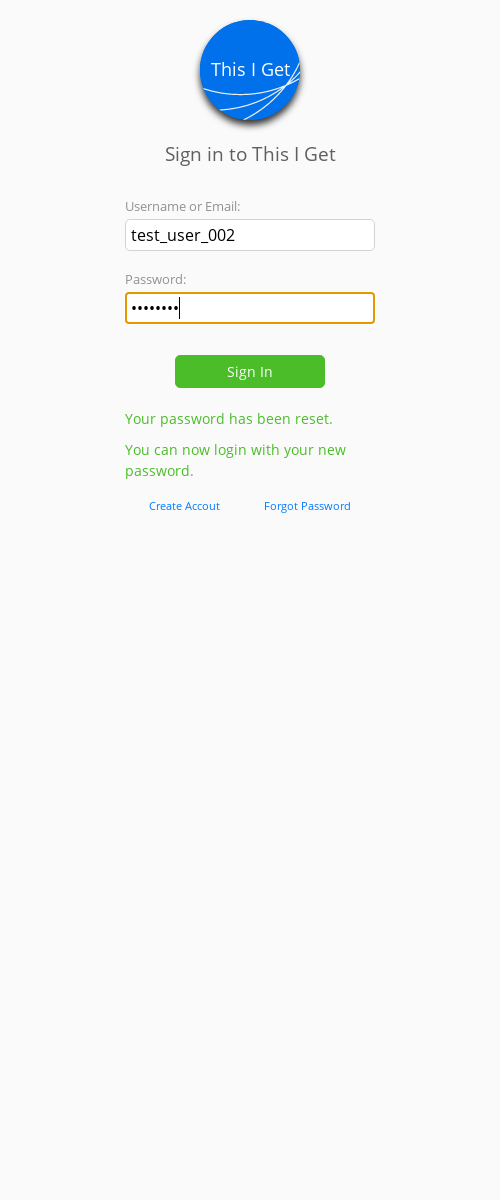 This I Get
Sign in to This I Get
Username or Email:
test_user_002
Password:
••••••••
Sign In
Your password has been reset.
You can now login with your new
password.
Create Accout
Forgot Password